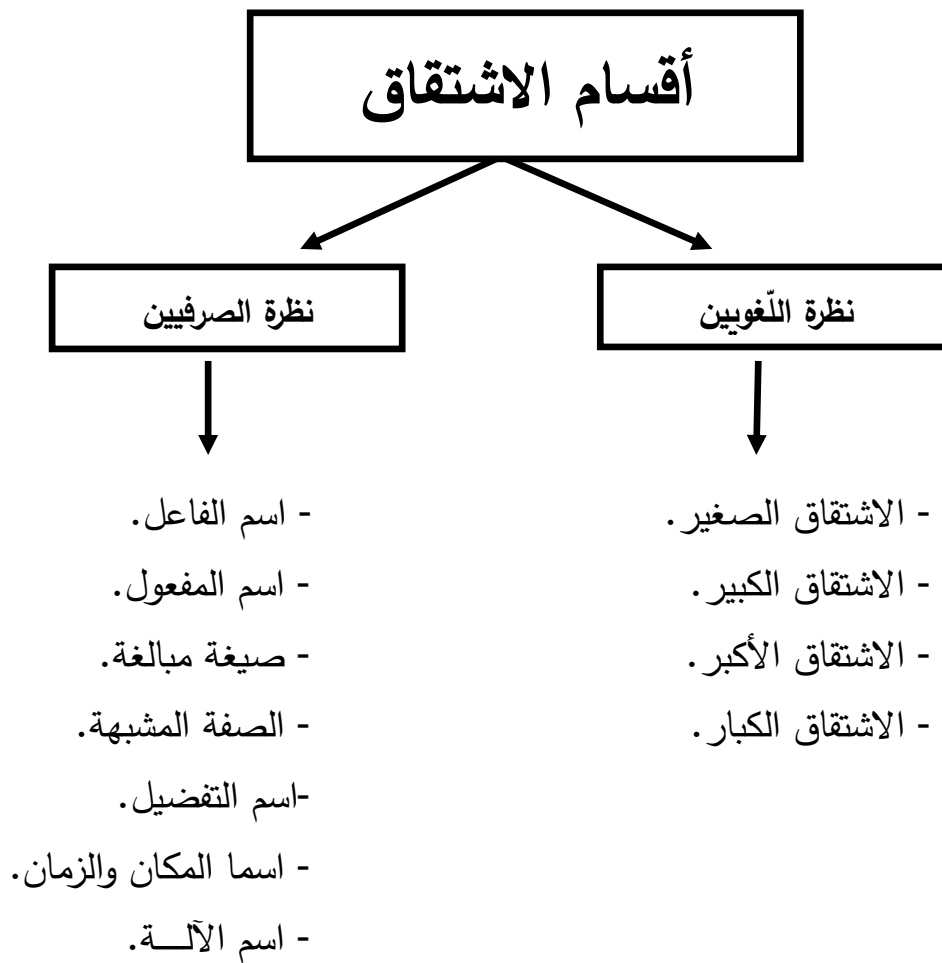 أقسام الاشتقاق
نظرة اللّغويين
نظرة الصرفيين
- الاشتقاق الصغير.
- الاشتقاق الكبير.
- الاشتقاق الأكبر.
- الاشتقاق الكبار.
- اسم الفاعل.
- اسم المفعول.
- صيغة مبالغة.
- الصفة المشبهة.
-اسم التفضيل.
- اسما المكان والزمان.
- اسم الآلـــة.